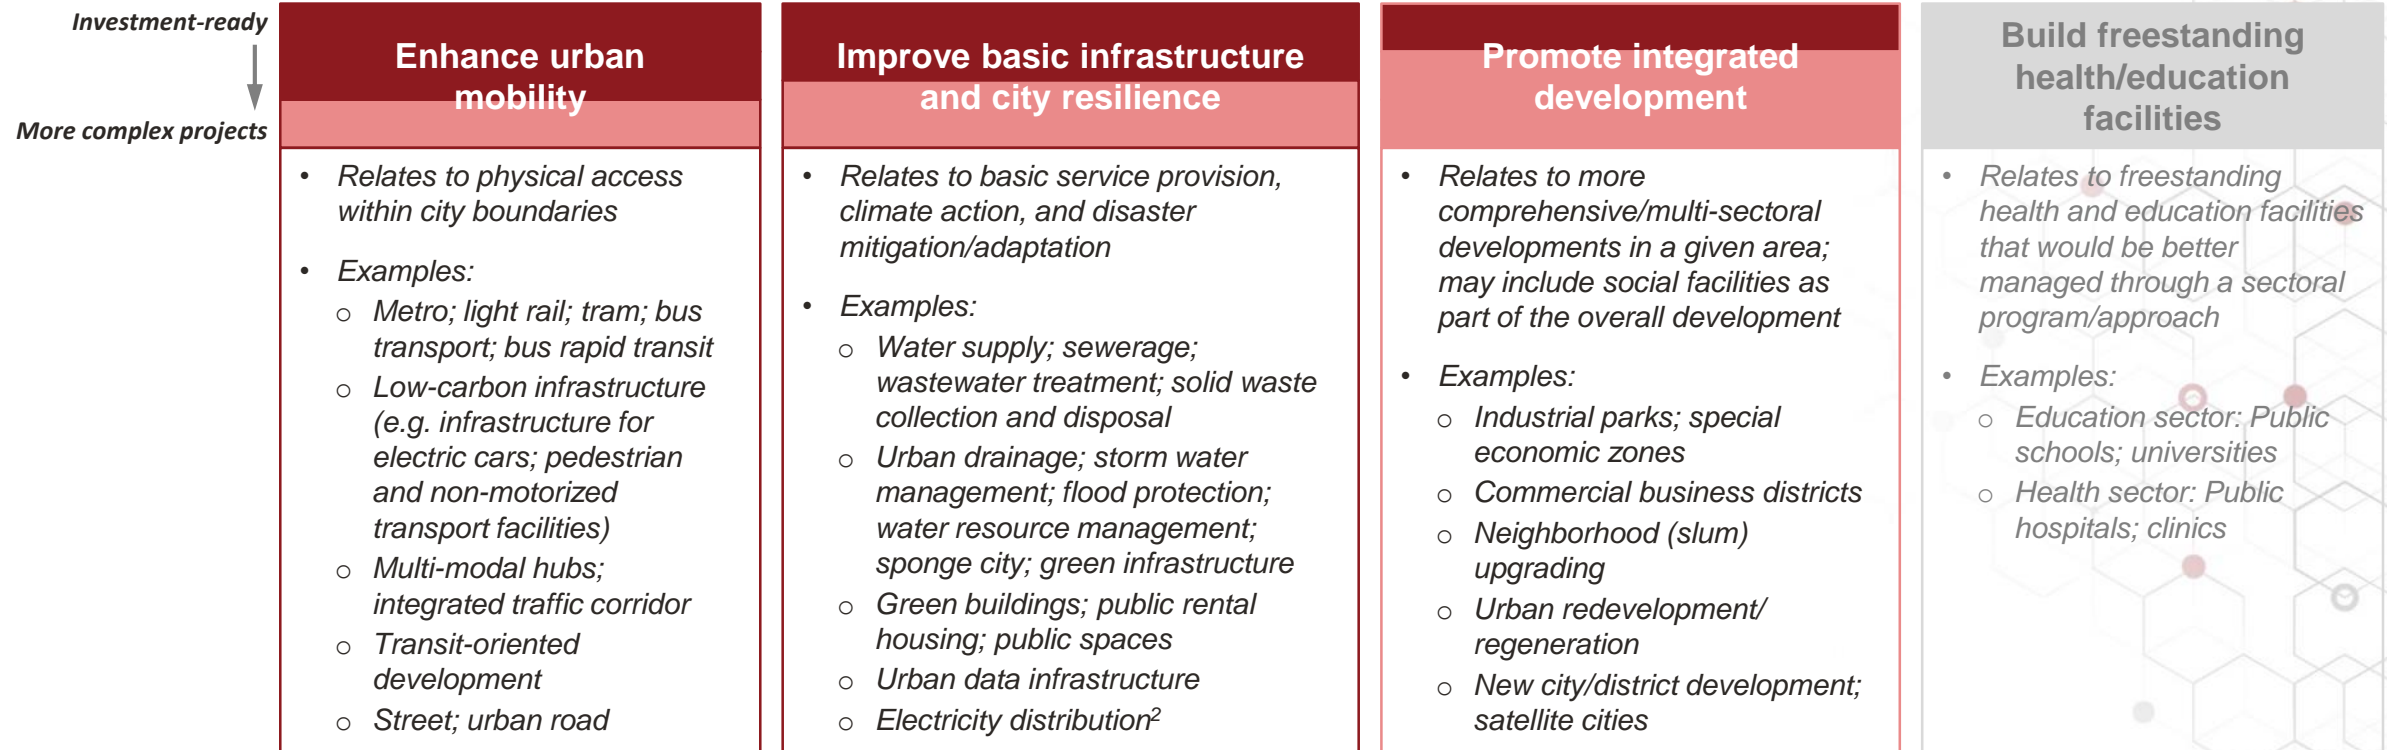 Investment-ready
More complex projects
Enhance urban
mobility
• Relates to physical access
within city boundaries
• Examples:
o Metro; light rail; tram; bus
transport; bus rapid transit
o Low-carbon infrastructure
(e.g. infrastructure for
electric cars; pedestrian
and non-motorized
transport facilities)
o Multi-modal hubs;
integrated traffic corridor
o Transit-oriented
development
o Street; urban road
Improve basic infrastructure
and city resilience
• Relates to basic service provision,
climate action, and disaster
mitigation/adaptation
• Examples:
o Water supply; sewerage;
wastewater treatment; solid waste
collection and disposal
o Urban drainage; storm water
management; flood protection;
water resource management;
sponge city; green infrastructure
o Green buildings; public rental
housing; public spaces
o Urban data infrastructure
o Electricity distribution²
Promote integrated
development
• Relates to more
comprehensive/multi-sectoral
developments in a given area;
may include social facilities as
part of the overall development
• Examples:
o Industrial parks; special
economic zones
o Commercial business districts
o Neighborhood (slum)
upgrading
o Urban redevelopment/
regeneration
o New city/district development;
satellite cities
Build freestanding
health/education
facilities
• Relates to freestanding
health and education facilities
that would be better
managed through a sectoral
program/approach
• Examples:
o Education sector: Public
schools; universities
o Health sector: Public
hospitals; clinics